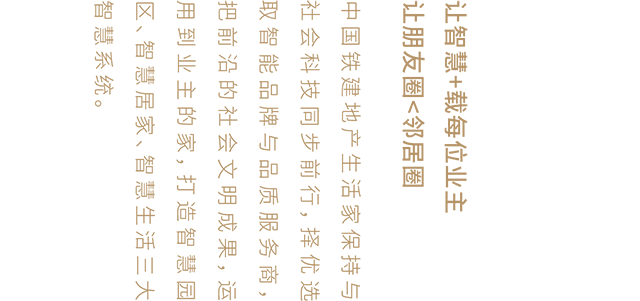 让智慧+载每位业主
让朋友圈<邻居圈
中国铁建地产生活家保持与
社会科技同步前行，择优选
取智能品牌与品质服务商，
把前沿的社会文明成果，运
用到业主的家，打造智慧园
区、智慧居家、智慧生活三大
智慧系统。